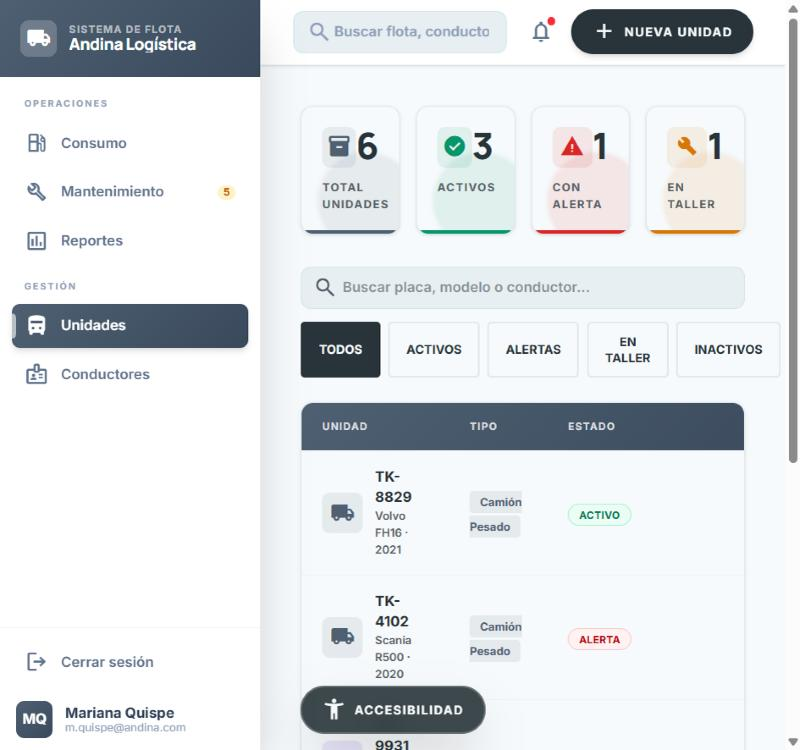 SISTEMA DE FLOTA
Andina Logística
OPERACIONES
Consumo
Mantenimiento 5
Reportes
GESTIÓN
Unidades
Conductores
Cerrar sesión
MQ
Mariana Quispe
m.quispe@andina.com
Buscar flota, conducto
NUEVA UNIDAD
6
TOTAL
UNIDADES
3
ACTIVOS
1
CON
ALERTA
1
EN
TALLER
Buscar placa, modelo o conductor...
TODOS
ACTIVOS
ALERTAS
EN
TALLER
INACTIVOS
UNIDAD TIPO ESTADO
TK-
8829
Volvo
FH16 ·
2021
Camión
Pesado
ACTIVO
TK-
4102
Scania
R500 ·
2020
Camión
Pesado
ALERTA
9931
ACCESIBILIDAD